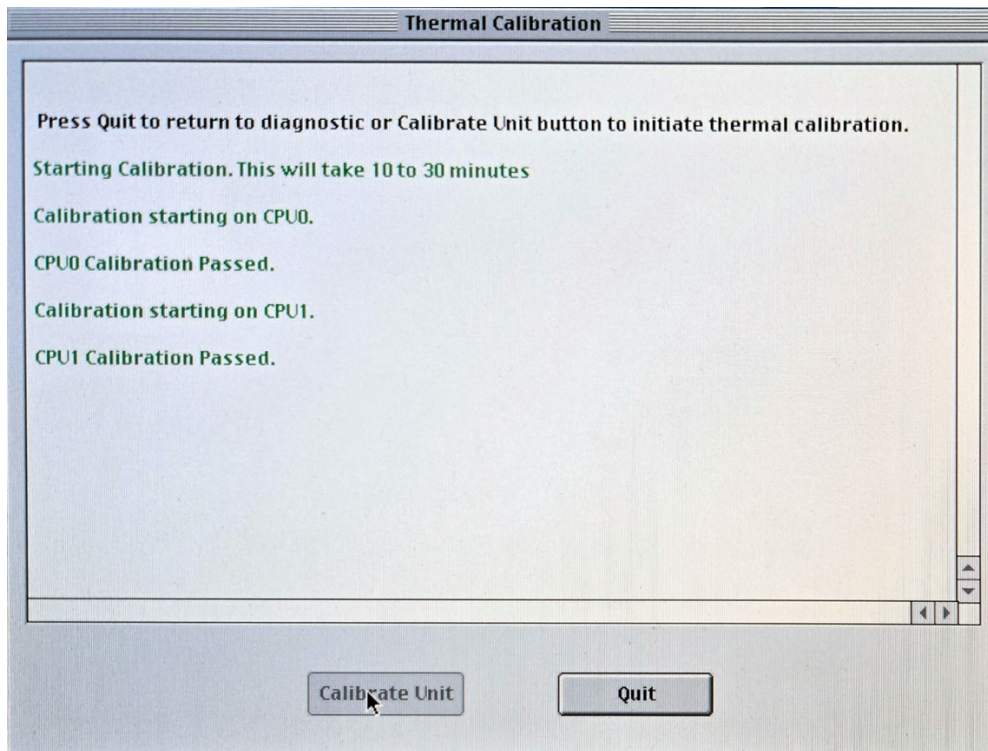 Thermal Calibration
Press Quit to return to diagnostic or Calibrate Unit button to initiate thermal calibration.
Starting Calibration. This will take 10 to 30 minutes
Calibration starting on CPU0.
CPU0 Calibration Passed.
Calibration starting on CPU1.
CPU1 Calibration Passed.
Calibrate Unit
Quit